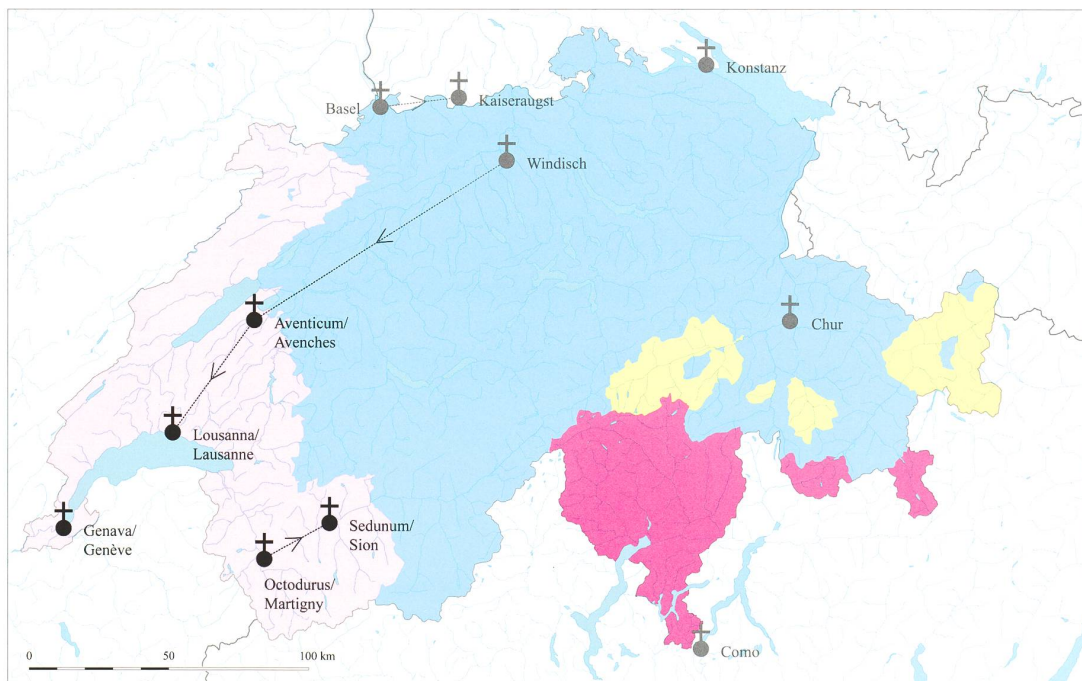 Konstanz
Basel
Kaiseraugst
Windisch
Aventicum/
Avenches
Chur
Lousanna/
Lausanne
Genava/
Genève
Sedunum/
Sion
Octodurus/
Martigny
Como
0 50 100 km